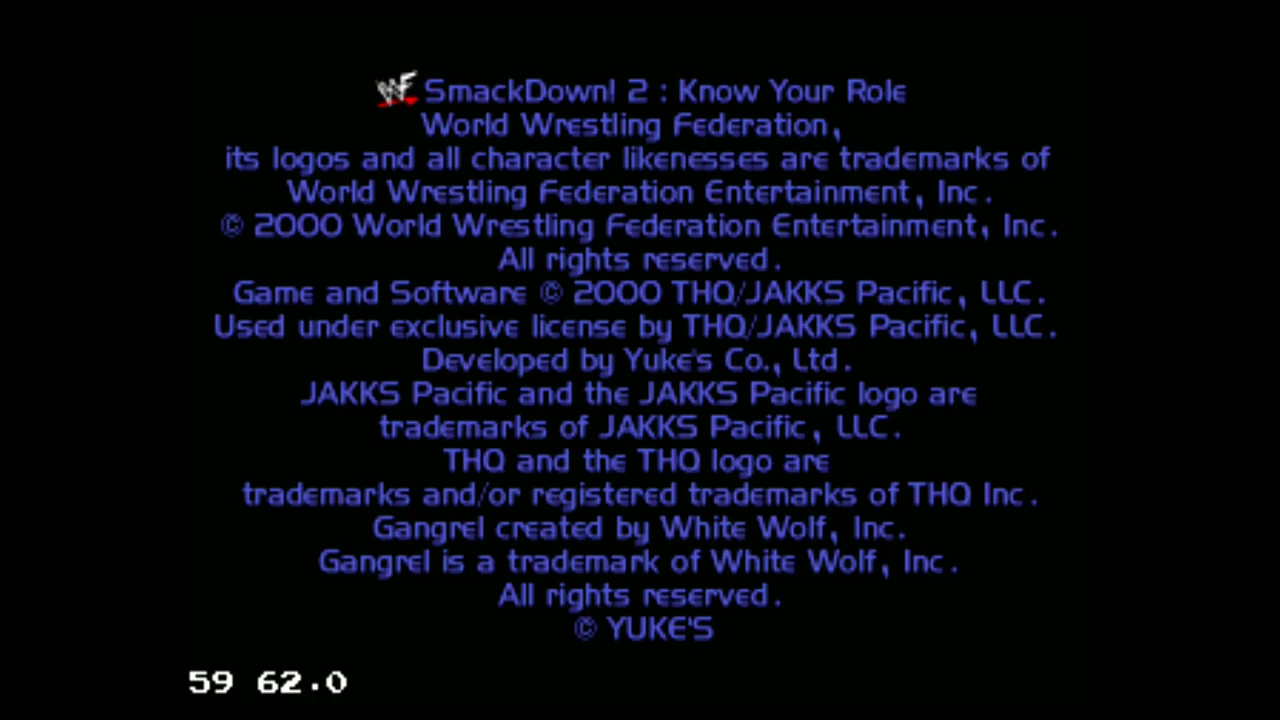 WF SmackDown! 2 : Know Your Role
World Wrestling Federation,
its logos and all character likenesses are trademarks of
World Wrestling Federation Entertainment, Inc.
© 2000 World Wrestling Federation Entertainment, Inc.
All rights reserved.
Game and Software © 2000 THQ/JAKKS Pacific, LLC.
Used under exclusive license by THQ/JAKKS Pacific, LLC.
Developed by Yuke's Co., Ltd.
JAKKS Pacific and the JAKKS Pacific logo are
trademarks of JAKKS Pacific, LLC.
THQ and the THQ logo are
trademarks and/or registered trademarks of THQ Inc.
Gangrel created by White Wolf, Inc.
Gangrel is a trademark of White Wolf, Inc.
All rights reserved.
© YUKE'S
59 62.0